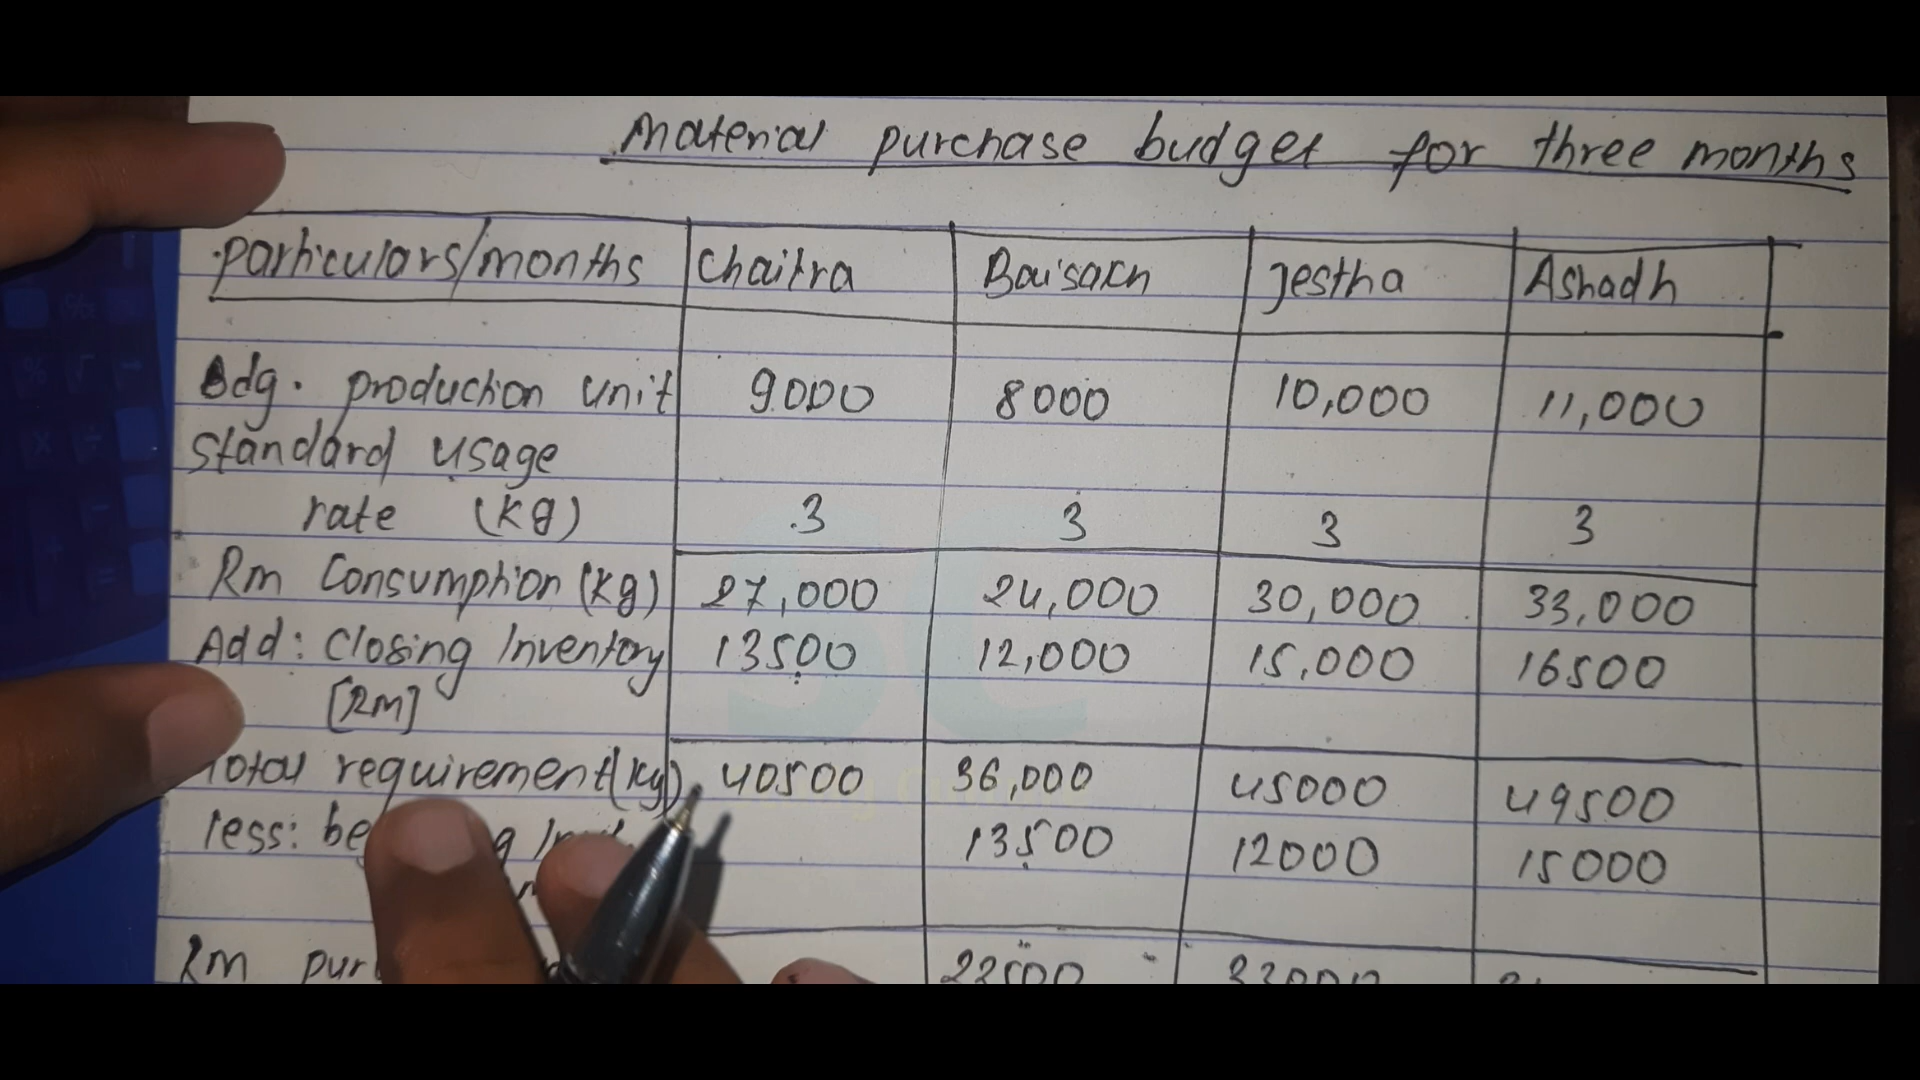 Material purchase budget for three months
particulars/months Chaitra Baisakh Jestha Ashadh
Bdg. production unit 9000 8000 10,000 11,000
standard usage
rate (kg) 3 3 3 3
Rm Consumption (kg) 27,000 24,000 30,000 33,000
Add: Closing Inventory 13500 12,000 15,000 16500
[RM]
Total requirement(kg) 40500 36,000 45000 49500
less: 13500 12000 15000
Rm 22500 33000